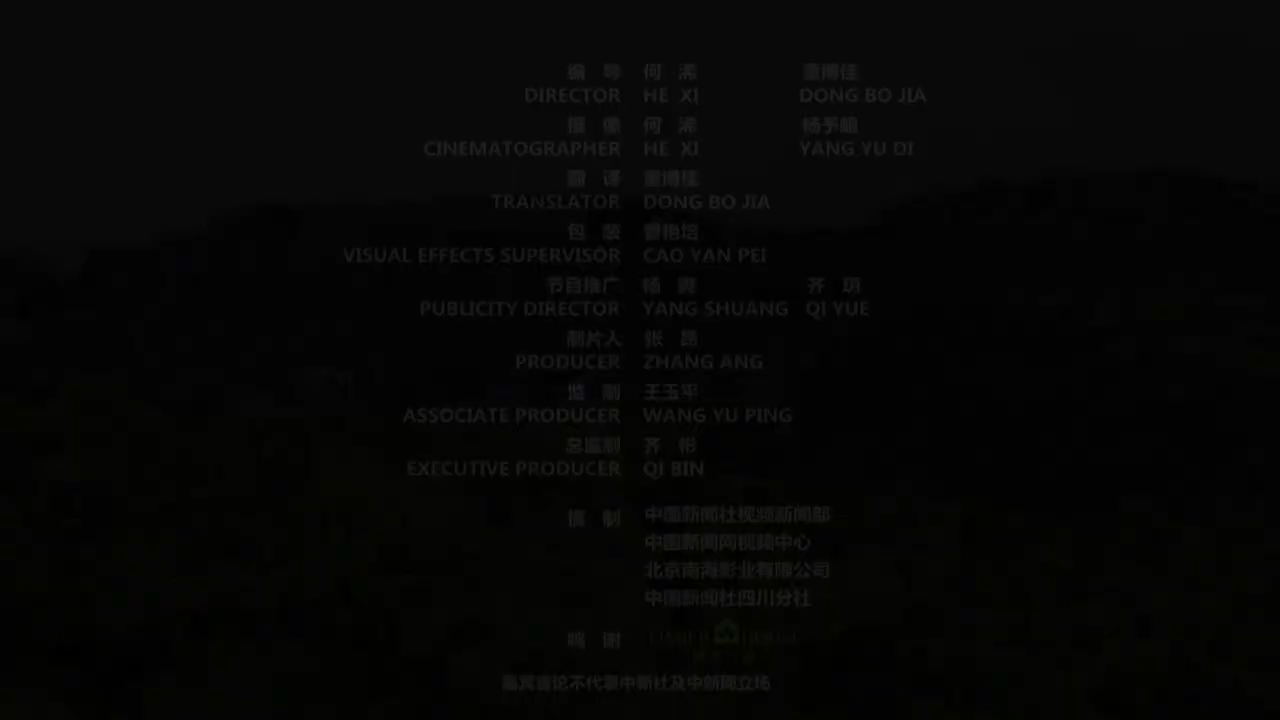 编 导 何 浠 董博佳
DIRECTOR HE XI DONG BO JIA
摄 像 何 浠 杨予頔
CINEMATOGRAPHER HE XI YANG YU DI
翻 译 董博佳
TRANSLATOR DONG BO JIA
包 装 曹艳培
VISUAL EFFECTS SUPERVISOR CAO YAN PEI
节目推广 杨 爽 齐 玥
PUBLICITY DIRECTOR YANG SHUANG QI YUE
制片人 张 昂
PRODUCER ZHANG ANG
监 制 王玉平
ASSOCIATE PRODUCER WANG YU PING
总监制 齐 彬
EXECUTIVE PRODUCER QI BIN
摄 制 中国新闻社视频新闻部
中国新闻网视频中心
北京南海影业有限公司
中国新闻社四川分社
鸣 谢
嘉宾言论不代表中新社及中新网立场